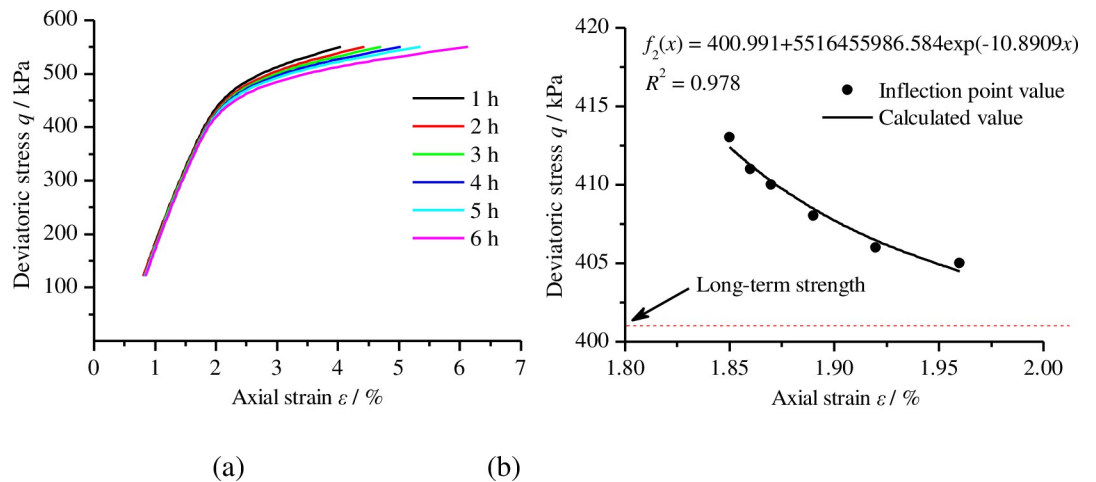 600
500
400
300
200
100
Deviatoric stress q / kPa
1 h
2 h
3 h
4 h
5 h
6 h
0 1 2 3 4 5 6 7
Axial strain ε / %
(a)
420
415
410
405
400
Deviatoric stress q / kPa
f₂(x) = 400.991+5516455986.584exp(-10.8909x)
R² = 0.978
Inflection point value
Calculated value
Long-term strength
1.80 1.85 1.90 1.95 2.00
Axial strain ε / %
(b)